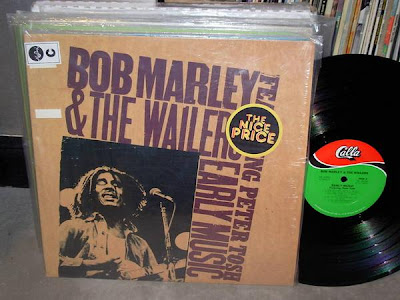 BOB MARLEY
& THE WAILERS
PETER TOSH
EARLY MUSIC
THE
NICE
PRICE
C
Calla
BOB MARLEY & THE WAILERS